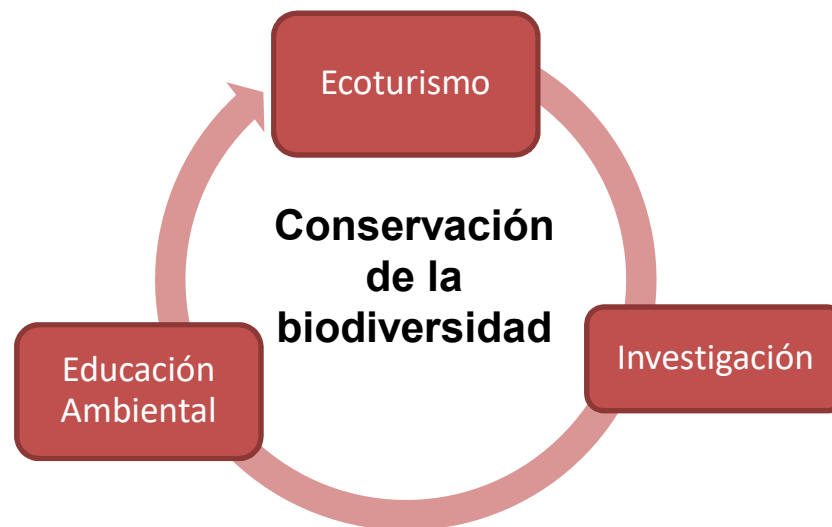 Ecoturismo
Conservación
de la
biodiversidad
Investigación
Educación
Ambiental